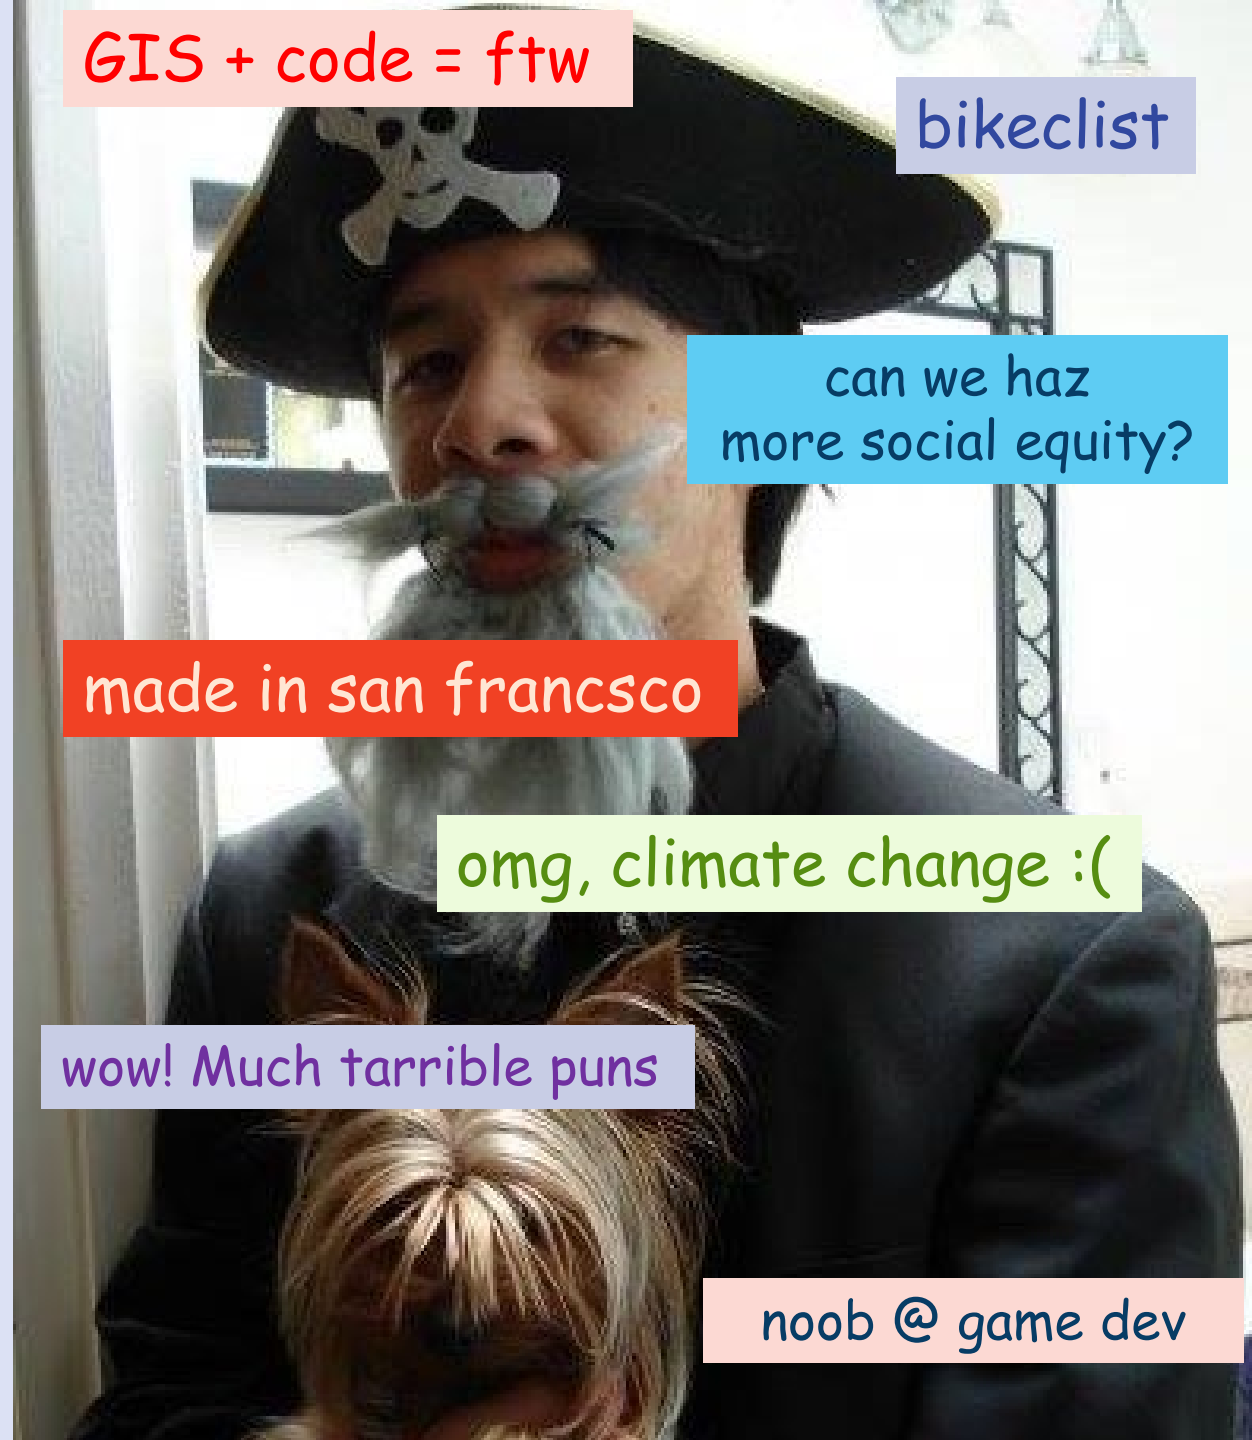 GIS + code = ftw
bikeclist
can we haz
more social equity?
made in san francsco
omg, climate change :(
wow! Much tarrible puns
noob @ game dev